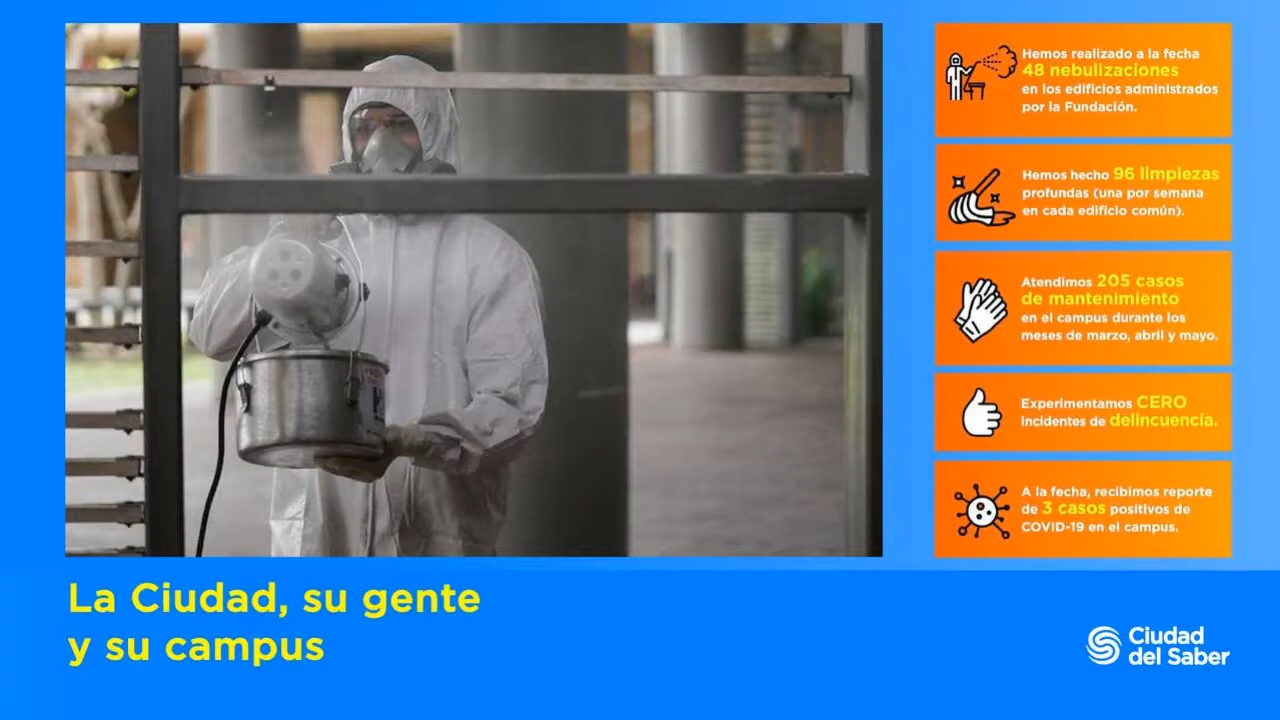 Hemos realizado a la fecha
48 nebulizaciones
en los edificios administrados
por la Fundación.
Hemos hecho 96 limpiezas
profundas (una por semana
en cada edificio común).
Atendimos 205 casos
de mantenimiento
en el campus durante los
meses de marzo, abril y mayo.
Experimentamos CERO
incidentes de delincuencia.
A la fecha, recibimos reporte
de 3 casos positivos de
COVID-19 en el campus.
La Ciudad, su gente
y su campus
Ciudad
del Saber